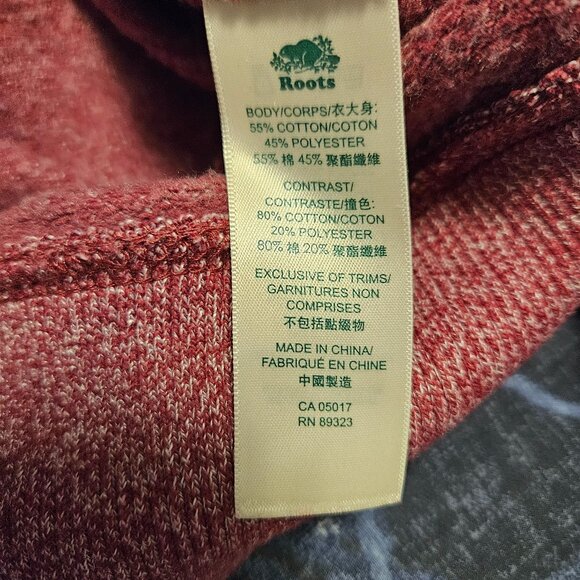 Roots
BODY/CORPS/衣大身:
55% COTTON/COTON
45% POLYESTER
55% 棉 45% 聚酯纖維
CONTRAST/
CONTRASTE/撞色:
80% COTTON/COTON
20% POLYESTER
80% 棉 20% 聚酯纖維
EXCLUSIVE OF TRIMS/
GARNITURES NON
COMPRISES
不包括點綴物
MADE IN CHINA/
FABRIQUÉ EN CHINE
中國製造
CA 05017
RN 89323